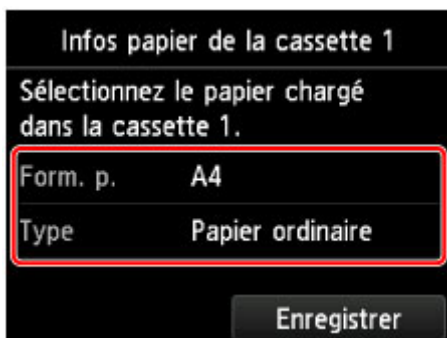 Infos papier de la cassette 1
Sélectionnez le papier chargé
dans la cassette 1.
Form. p. A4
Type Papier ordinaire
Enregistrer